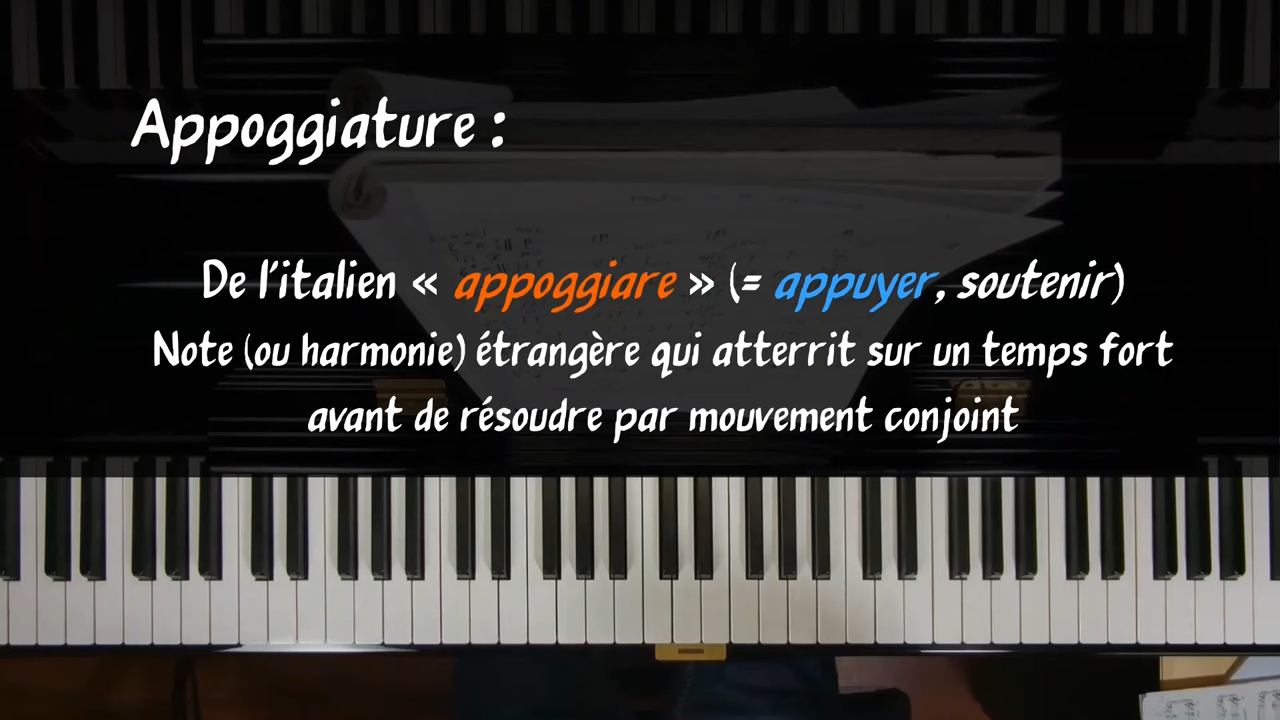 Appoggiature :
De l'italien « appoggiare » (= appuyer, soutenir)
Note (ou harmonie) étrangère qui atterrit sur un temps fort
avant de résoudre par mouvement conjoint